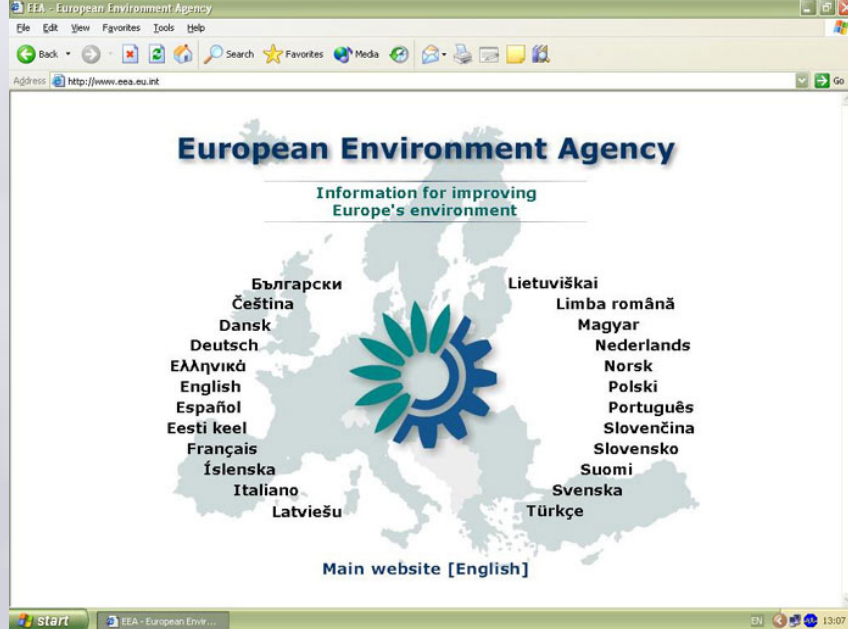 EEA - European Environment Agency
File Edit View Favorites Tools Help
Back Search Favorites Media
Address http://www.eea.eu.int Go
European Environment Agency
Information for improving
Europe's environment
Български
Čeština
Dansk
Deutsch
Ελληνικά
English
Español
Eesti keel
Français
Íslenska
Italiano
Latviešu
Lietuviškai
Limba română
Magyar
Nederlands
Norsk
Polski
Português
Slovenčina
Slovensko
Suomi
Svenska
Türkçe
Main website [English]
start EEA - European Envir... EN 13:07